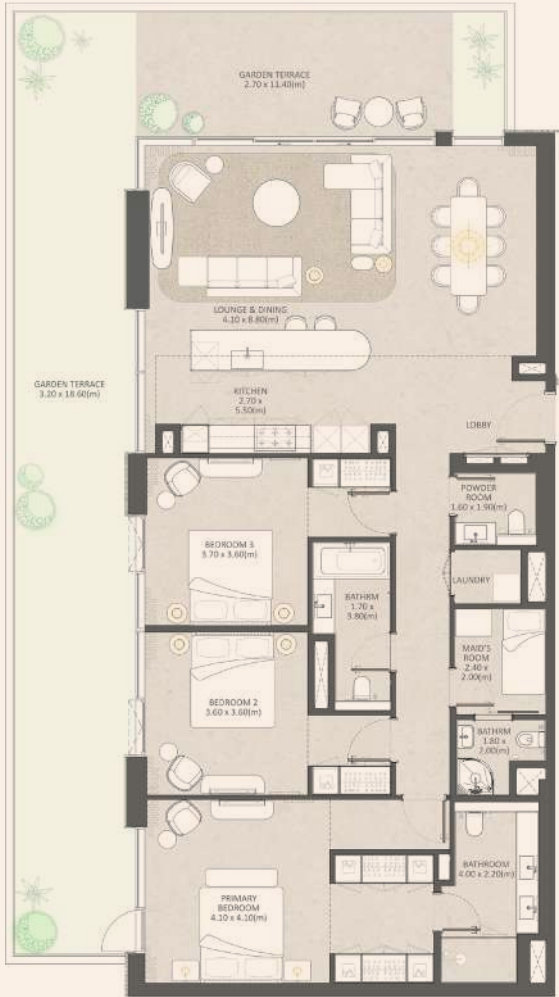 GARDEN TERRACE
2.70 x 11.40(m)
LOUNGE & DINING
4.10 x 8.80(m)
GARDEN TERRACE
3.20 x 18.60(m)
KITCHEN
2.70 x
5.50(m)
LOBBY
POWDER
ROOM
1.60 x 1.90(m)
BEDROOM 3
3.70 x 3.60(m)
LAUNDRY
BATHRM
1.70 x
3.80(m)
MAID'S
ROOM
2.40 x
2.00(m)
BEDROOM 2
3.60 x 3.60(m)
BATHRM
1.80 x
2.00(m)
BATHROOM
4.00 x 2.20(m)
PRIMARY
BEDROOM
4.10 x 4.10(m)